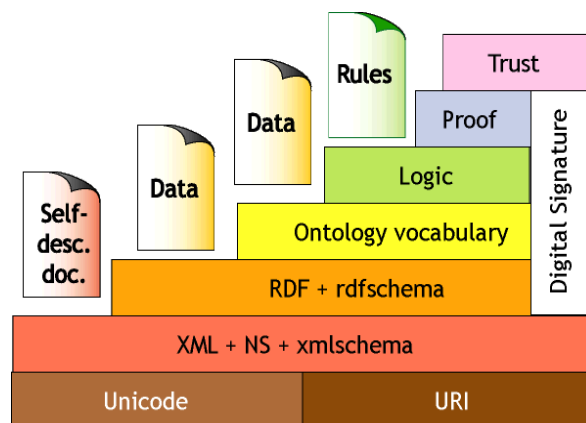 Rules
Trust
Data
Proof
Data
Logic
Self-
desc.
doc.
Ontology vocabulary
Digital Signature
RDF + rdfschema
XML + NS + xmlschema
Unicode
URI